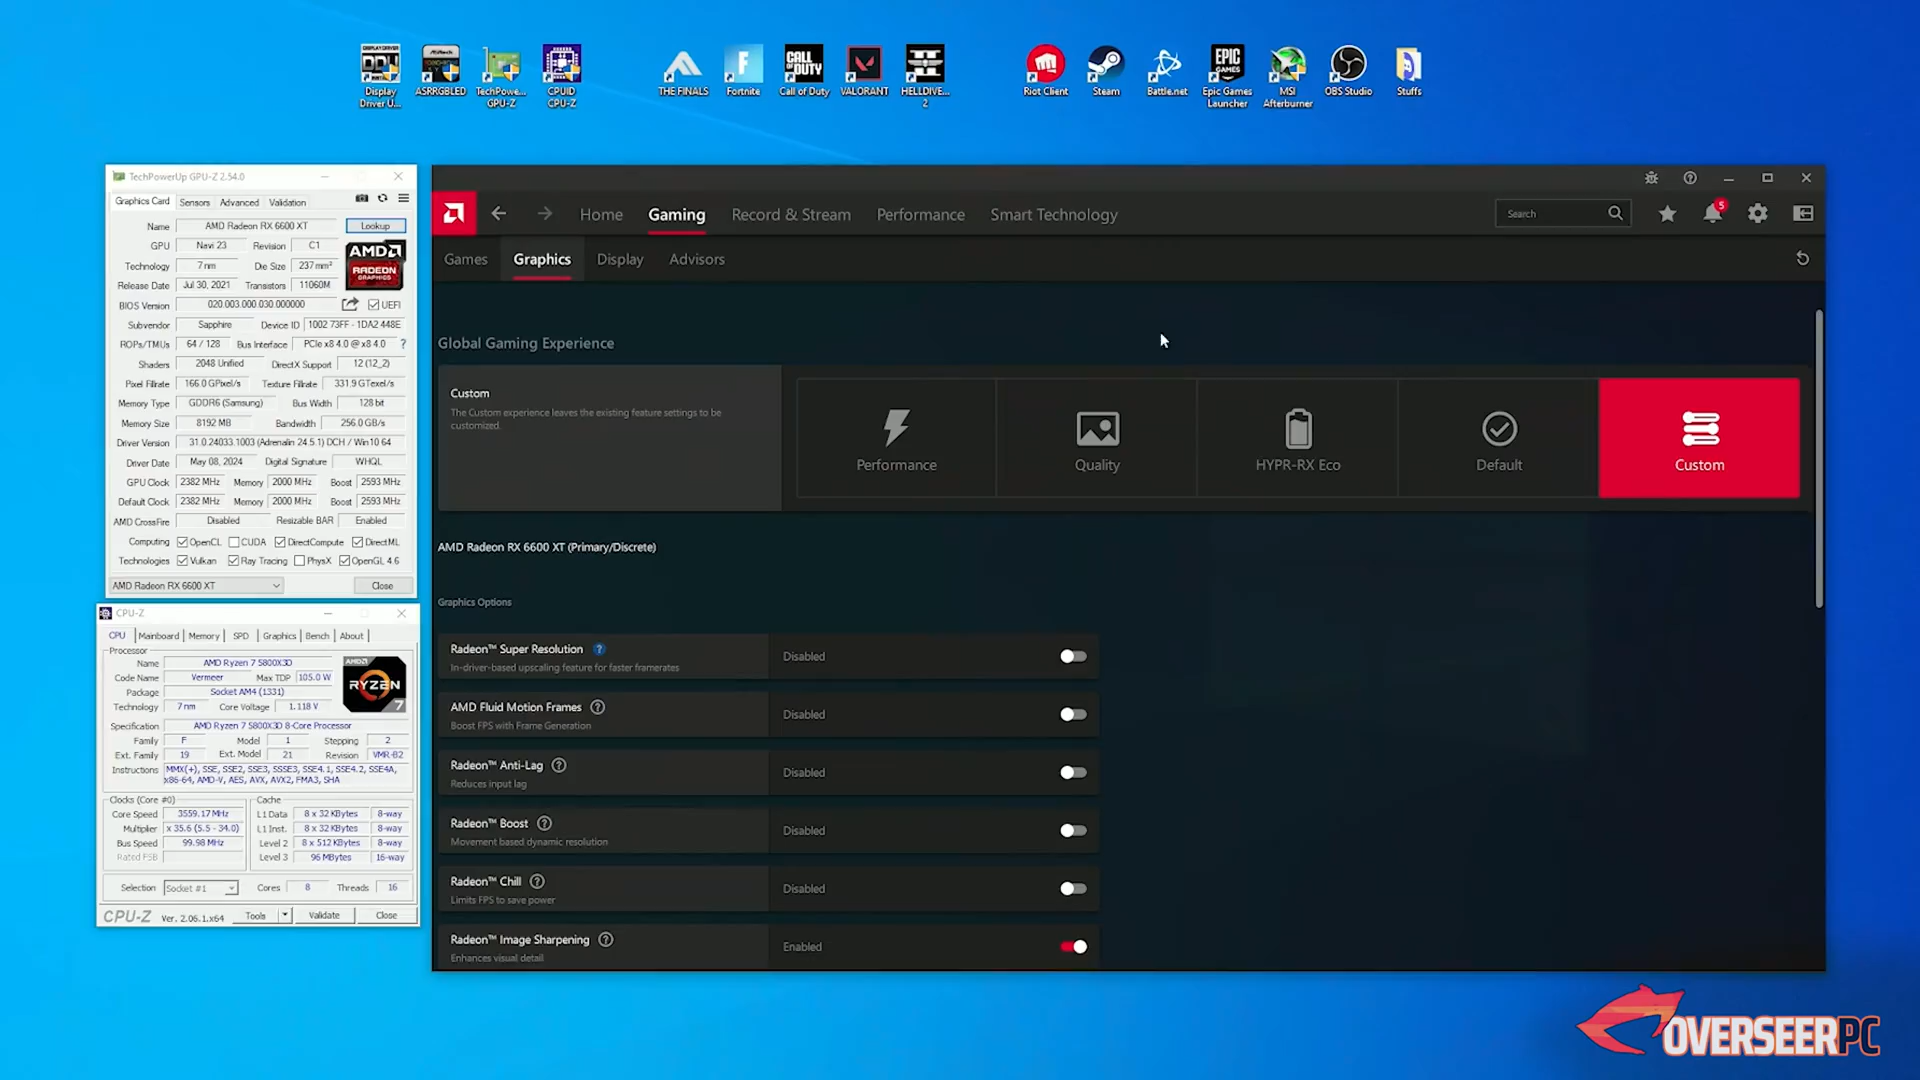 Display
Driver U...
ASRRGBLED
TechPowe...
GPU-Z
CPUID
CPU-Z
THE FINALS
Fortnite
Call of Duty
VALORANT
HELLDIVE...
2
Riot Client
Steam
Battle.net
Epic Games
Launcher
MSI
Afterburner
OBS Studio
Stuffs
TechPowerUp GPU-Z 2.54.0
Graphics Card Sensors Advanced Validation
Name AMD Radeon RX 6600 XT Lookup
GPU Navi 23 Revision C1
Technology 7 nm Die Size 237 mm²
Release Date Jul 30, 2021 Transistors 11060M
BIOS Version 020.003.000.030.000000 UEFI
Subvendor Sapphire Device ID 1002 73FF - 1DA2 448E
ROPs/TMUs 64 / 128 Bus Interface PCIe x8 4.0 @ x8 4.0 ?
Shaders 2048 Unified DirectX Support 12 (12_2)
Pixel Fillrate 166.0 GPixel/s Texture Fillrate 331.9 GTexel/s
Memory Type GDDR6 (Samsung) Bus Width 128 bit
Memory Size 8192 MB Bandwidth 256.0 GB/s
Driver Version 31.0.24033.1003 (Adrenalin 24.5.1) DCH / Win10 64
Driver Date May 08, 2024 Digital Signature WHQL
GPU Clock 2382 MHz Memory 2000 MHz Boost 2593 MHz
Default Clock 2382 MHz Memory 2000 MHz Boost 2593 MHz
AMD CrossFire Disabled Resizable BAR Enabled
Computing OpenCL CUDA DirectCompute DirectML
Technologies Vulkan Ray Tracing PhysX OpenGL 4.6
AMD Radeon RX 6600 XT Close
AMD
RADEON
GRAPHICS
CPU-Z
CPU Mainboard Memory SPD Graphics Bench About
Processor
Name AMD Ryzen 7 5800X3D
Code Name Vermeer Max TDP 105.0 W
Package Socket AM4 (1331)
Technology 7 nm Core Voltage 1.118 V
Specification AMD Ryzen 7 5800X3D 8-Core Processor
Family F Model 1 Stepping 2
Ext. Family 19 Ext. Model 21 Revision VMR-B2
Instructions MMX(+), SSE, SSE2, SSE3, SSSE3, SSE4.1, SSE4.2, SSE4A,
x86-64, AMD-V, AES, AVX, AVX2, FMA3, SHA
AMD
RYZEN
7
Clocks (Core #0) Cache
Core Speed 3559.17 MHz L1 Data 8 x 32 KBytes 8-way
Multiplier x 35.6 (5.5 - 34.0) L1 Inst. 8 x 32 KBytes 8-way
Bus Speed 99.98 MHz Level 2 8 x 512 KBytes 8-way
Rated FSB Level 3 96 MBytes 16-way
Selection Socket #1 Cores 8 Threads 16
CPU-Z Ver. 2.06.1.x64 Tools Validate Close
Home Gaming Record & Stream Performance Smart Technology Search 5
Games Graphics Display Advisors
Global Gaming Experience
Custom
The Custom experience leaves the existing feature settings to be
customized.
Performance Quality HYPR-RX Eco Default Custom
AMD Radeon RX 6600 XT (Primary/Discrete)
Graphics Options
Radeon™ Super Resolution ? Disabled
In-driver-based upscaling feature for faster framerates
AMD Fluid Motion Frames ? Disabled
Boost FPS with Frame Generation
Radeon™ Anti-Lag ? Disabled
Reduces input lag
Radeon™ Boost ? Disabled
Movement based dynamic resolution
Radeon™ Chill ? Disabled
Limits FPS to save power
Radeon™ Image Sharpening ? Enabled
Enhances visual detail
OVERSEERPC